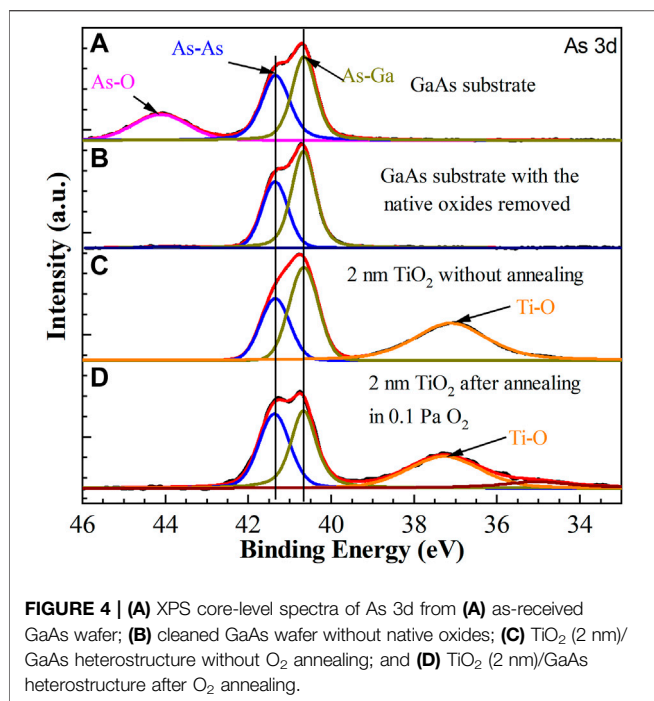 A
As-As
As 3d
As-O
As-Ga
GaAs substrate
B
GaAs substrate with the
native oxides removed
C
2 nm TiO₂ without annealing
Ti-O
D
2 nm TiO₂ after annealing
in 0.1 Pa O₂
Ti-O
Intensity (a.u.)
46 44 42 40 38 36 34
Binding Energy (eV)
FIGURE 4 | (A) XPS core-level spectra of As 3d from (A) as-received
GaAs wafer; (B) cleaned GaAs wafer without native oxides; (C) TiO₂ (2 nm)/
GaAs heterostructure without O₂ annealing; and (D) TiO₂ (2 nm)/GaAs
heterostructure after O₂ annealing.